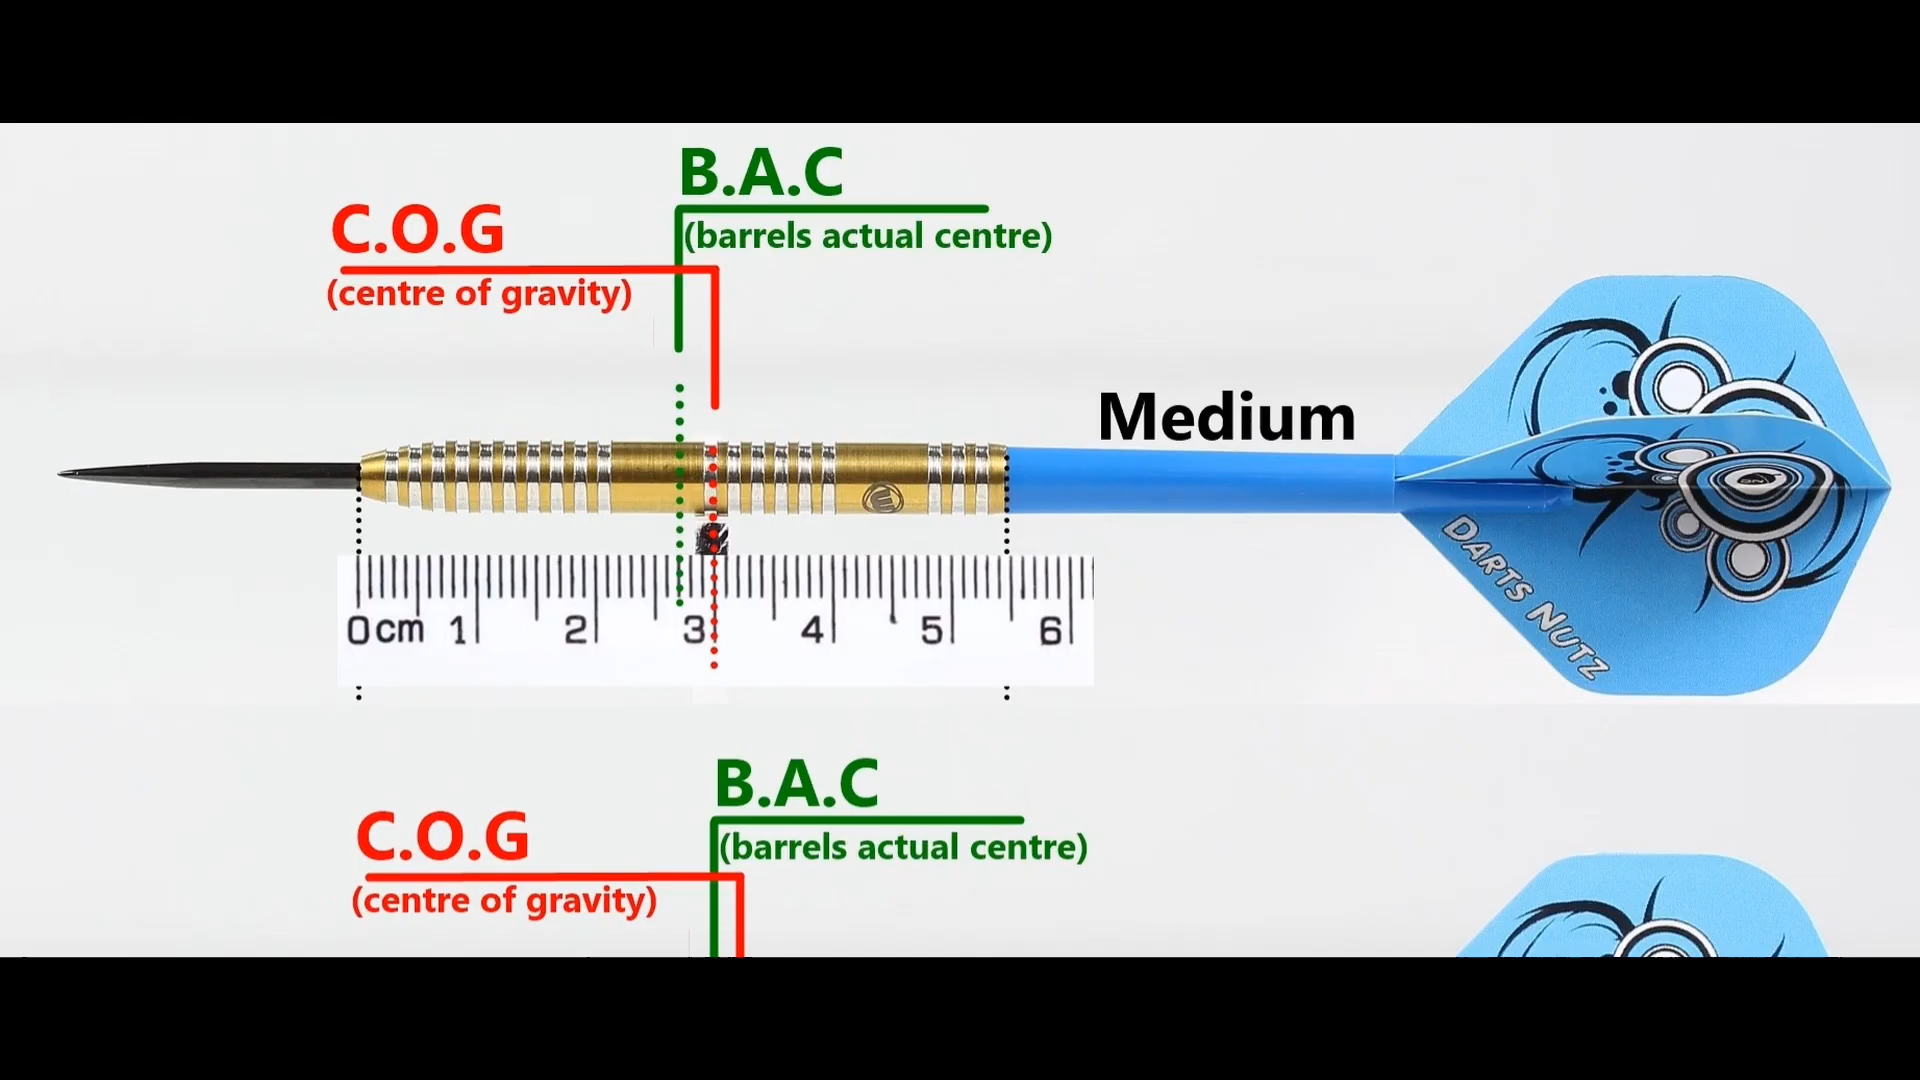 B.A.C
(barrels actual centre)
C.O.G
(centre of gravity)
Medium
0cm 1 2 3 4 5 6
DARTS NUTZ
B.A.C
(barrels actual centre)
C.O.G
(centre of gravity)